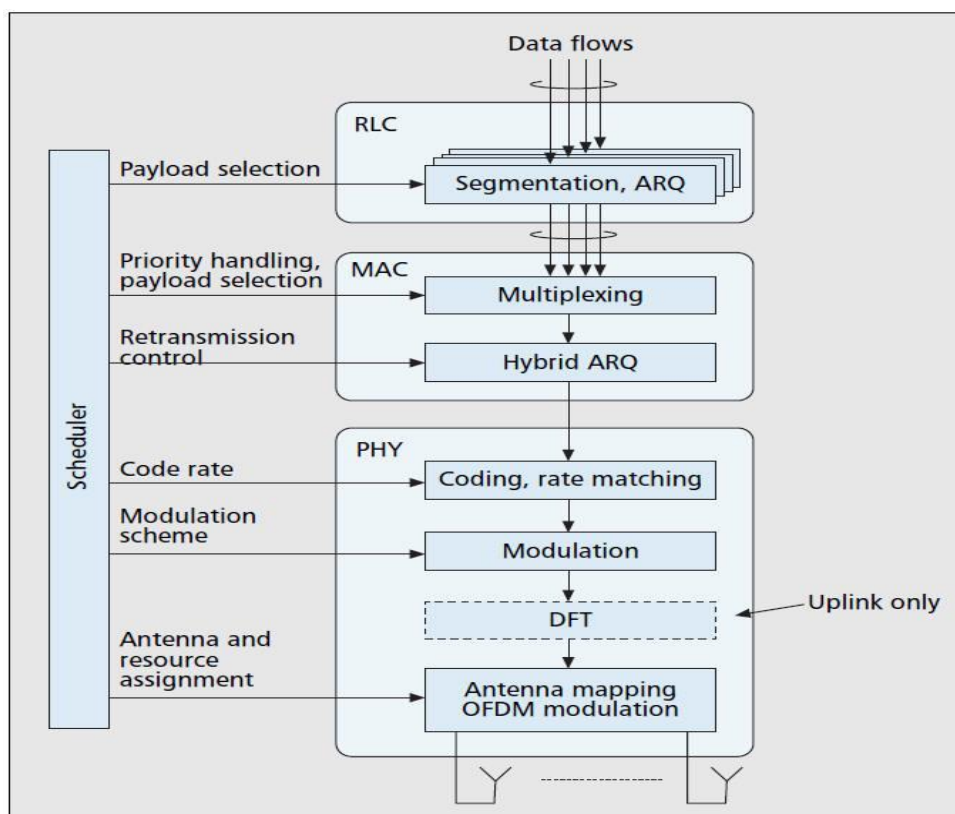 Data flows
RLC
Payload selection
Segmentation, ARQ
Priority handling,
payload selection
MAC
Multiplexing
Retransmission
control
Hybrid ARQ
Scheduler
PHY
Code rate
Coding, rate matching
Modulation
scheme
Modulation
DFT
Uplink only
Antenna and
resource
assignment
Antenna mapping
OFDM modulation